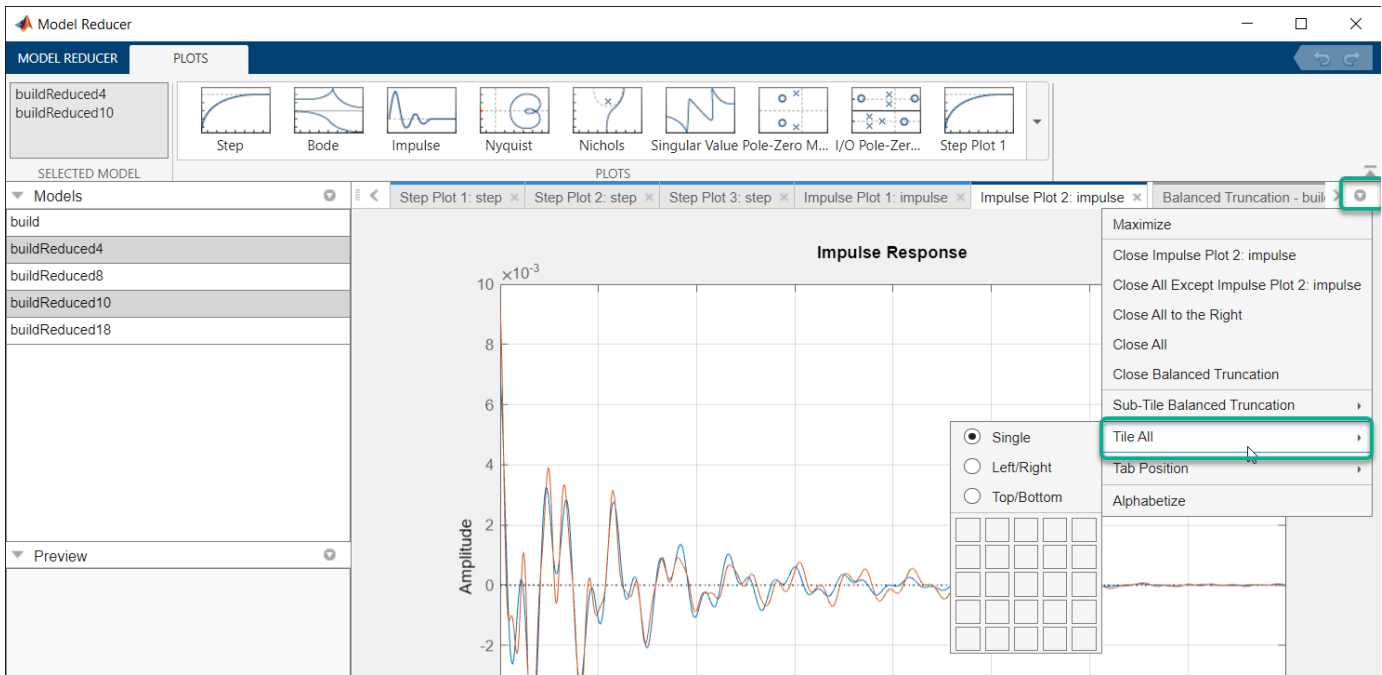 Model Reducer
MODEL REDUCER PLOTS
buildReduced4
buildReduced10
Step Bode Impulse Nyquist Nichols Singular Value Pole-Zero M... I/O Pole-Zer... Step Plot 1
SELECTED MODEL PLOTS
Models
build
buildReduced4
buildReduced8
buildReduced10
buildReduced18
Preview
Step Plot 1: step Step Plot 2: step Step Plot 3: step Impulse Plot 1: impulse Impulse Plot 2: impulse Balanced Truncation - buil
Impulse Response
×10-3
10
8
6
4
2
0
-2
Amplitude
Maximize
Close Impulse Plot 2: impulse
Close All Except Impulse Plot 2: impulse
Close All to the Right
Close All
Close Balanced Truncation
Sub-Tile Balanced Truncation
Tile All
Tab Position
Alphabetize
Single
Left/Right
Top/Bottom